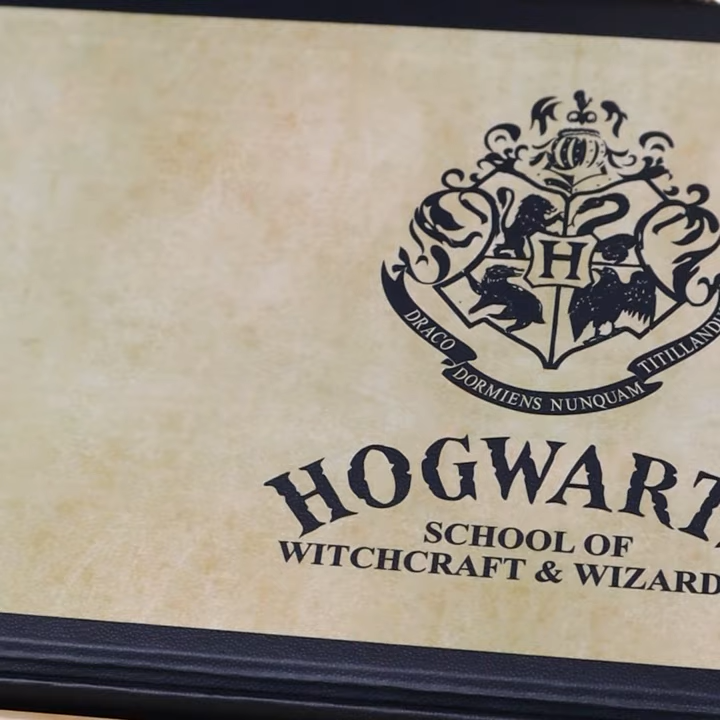 H
DRACO DORMIENS NUNQUAM TITILLAND
HOGWART
SCHOOL OF
WITCHCRAFT & WIZARD